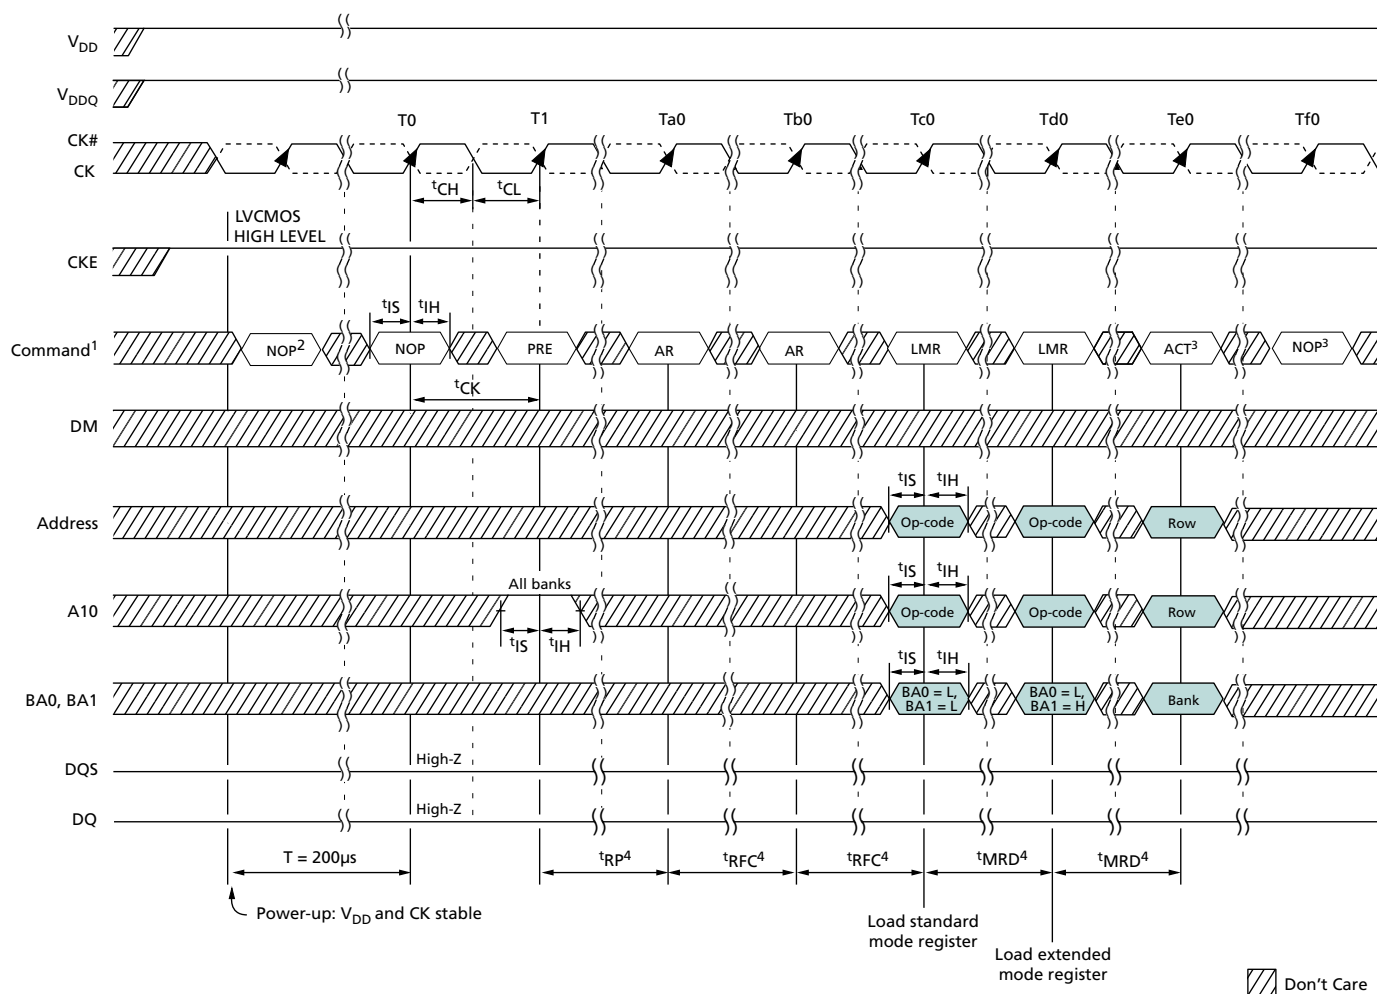 VDD
VDDQ
T0 T1 Ta0 Tb0 Tc0 Td0 Te0 Tf0
CK#
CK
tCH tCL
LVCMOS
HIGH LEVEL
CKE
tIS tIH
Command1 NOP2 NOP PRE AR AR LMR LMR ACT3 NOP3
tCK
DM
tIS tIH
Address Op-code Op-code Row
All banks tIS tIH
A10 Op-code Op-code Row
tIS tIH
tIS tIH
BA0, BA1 BA0 = L, BA1 = L BA0 = L, BA1 = H Bank
DQS High-Z
DQ High-Z
T = 200µs tRP4 tRFC4 tRFC4 tMRD4 tMRD4
Power-up: VDD and CK stable
Load standard
mode register
Load extended
mode register
Don't Care